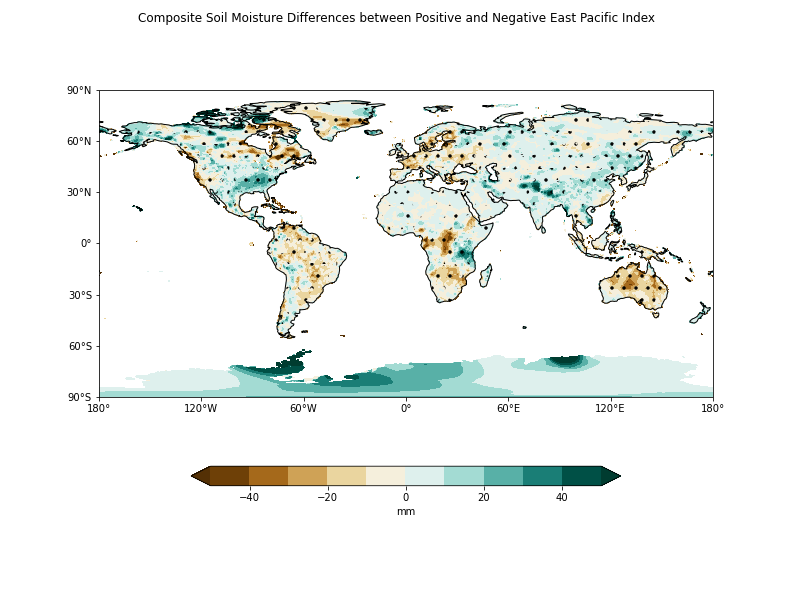 Composite Soil Moisture Differences between Positive and Negative East Pacific Index
90°N
60°N
30°N
0°
30°S
60°S
90°S
180° 120°W 60°W 0° 60°E 120°E 180°
−40 −20 0 20 40
mm